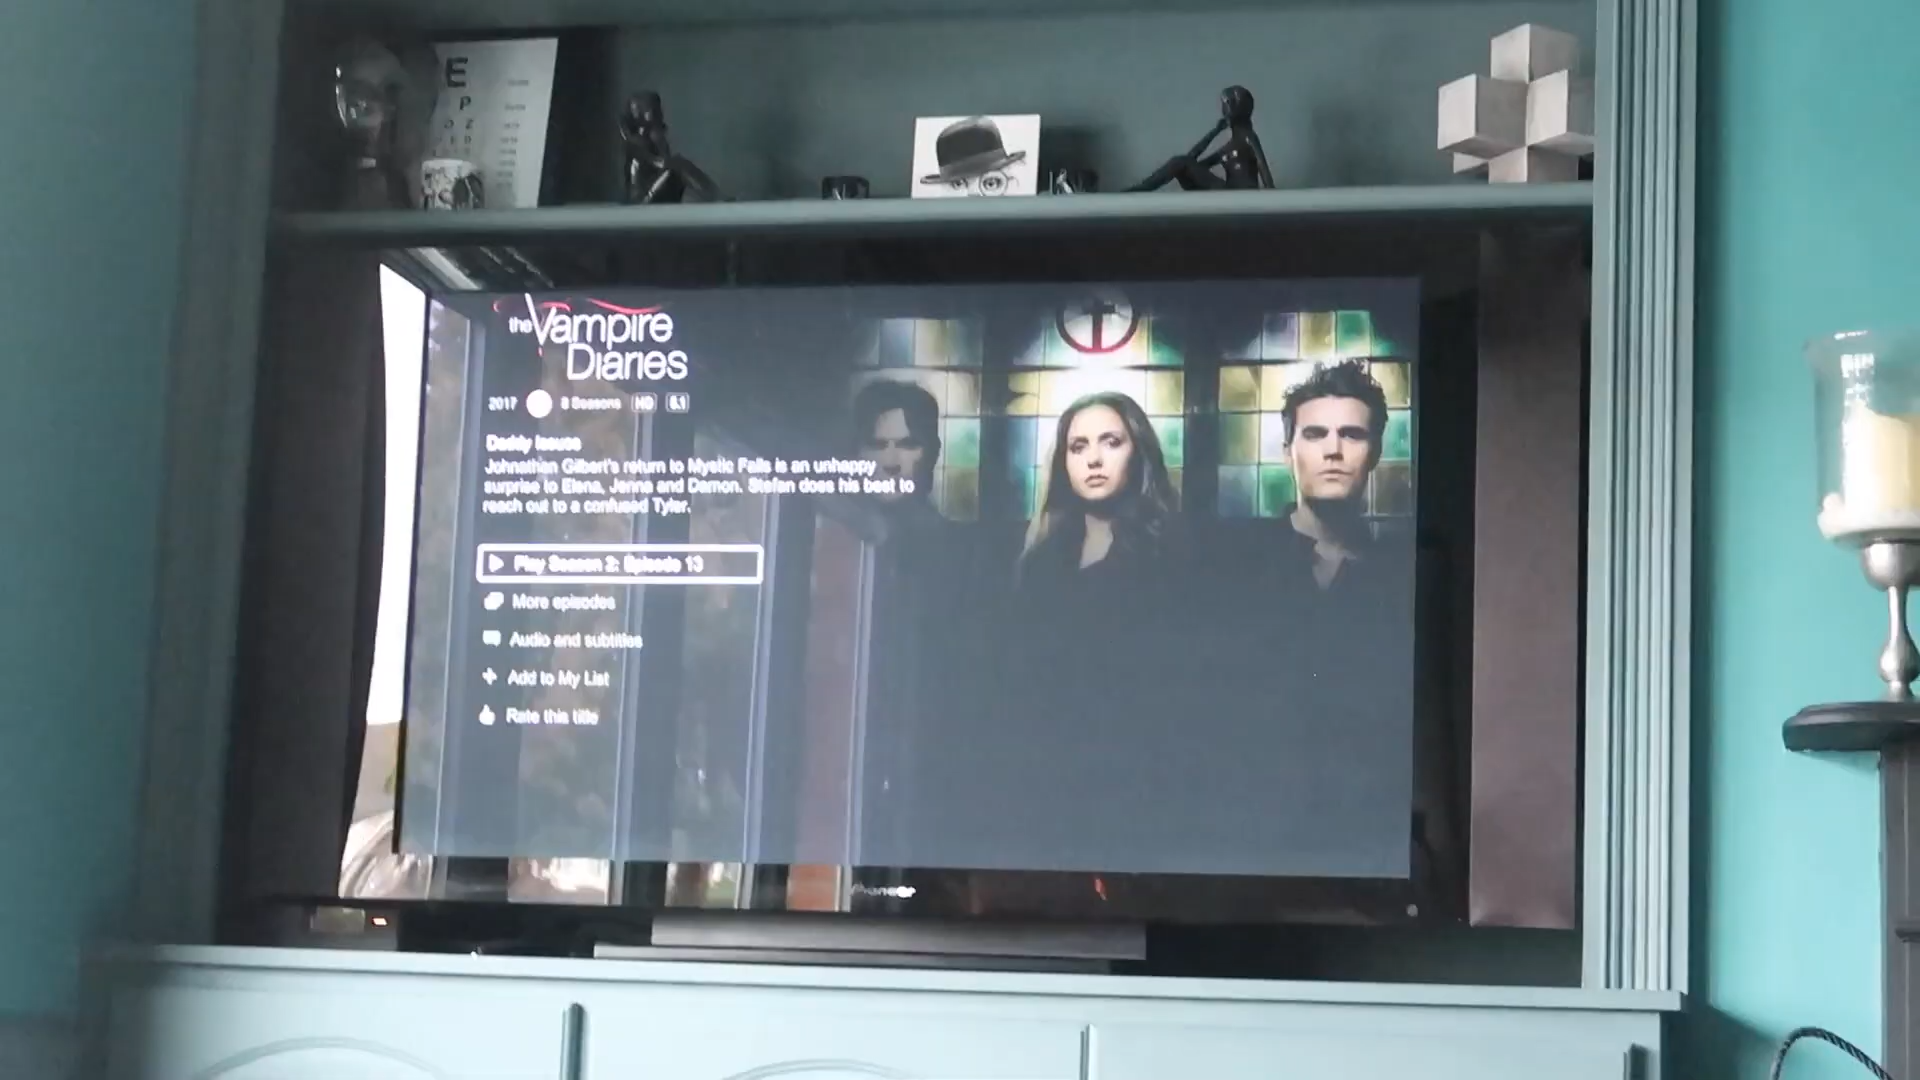 E
P
the Vampire
Diaries
2017 8 Seasons HD 5.1
Daddy Issues
Johnathan Gilbert's return to Mystic Falls is an unhappy
surprise to Elena, Jenna and Damon. Stefan does his best to
reach out to a confused Tyler.
Play Season 2: Episode 13
More episodes
Audio and subtitles
Add to My List
Rate this title
Pioneer